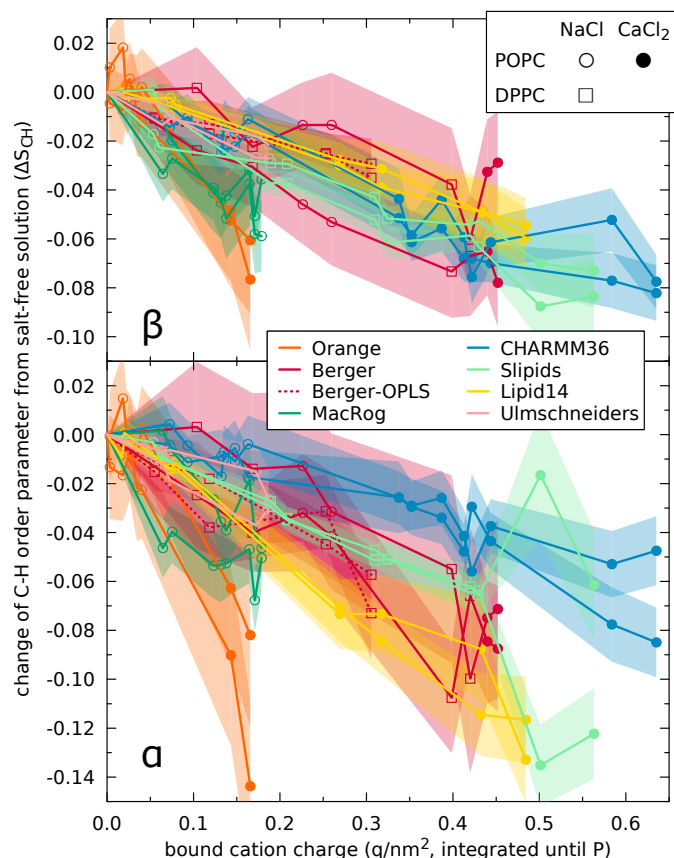 NaCl CaCl2
POPC
DPPC
0.02
0.00
-0.02
-0.04
-0.06
-0.08
-0.10
β
Orange
Berger
Berger-OPLS
MacRog
CHARMM36
Slipids
Lipid14
Ulmschneiders
0.02
0.00
-0.02
-0.04
-0.06
-0.08
-0.10
-0.12
-0.14
α
change of C-H order parameter from salt-free solution (ΔSCH)
0.0 0.1 0.2 0.3 0.4 0.5 0.6
bound cation charge (q/nm2, integrated until P)